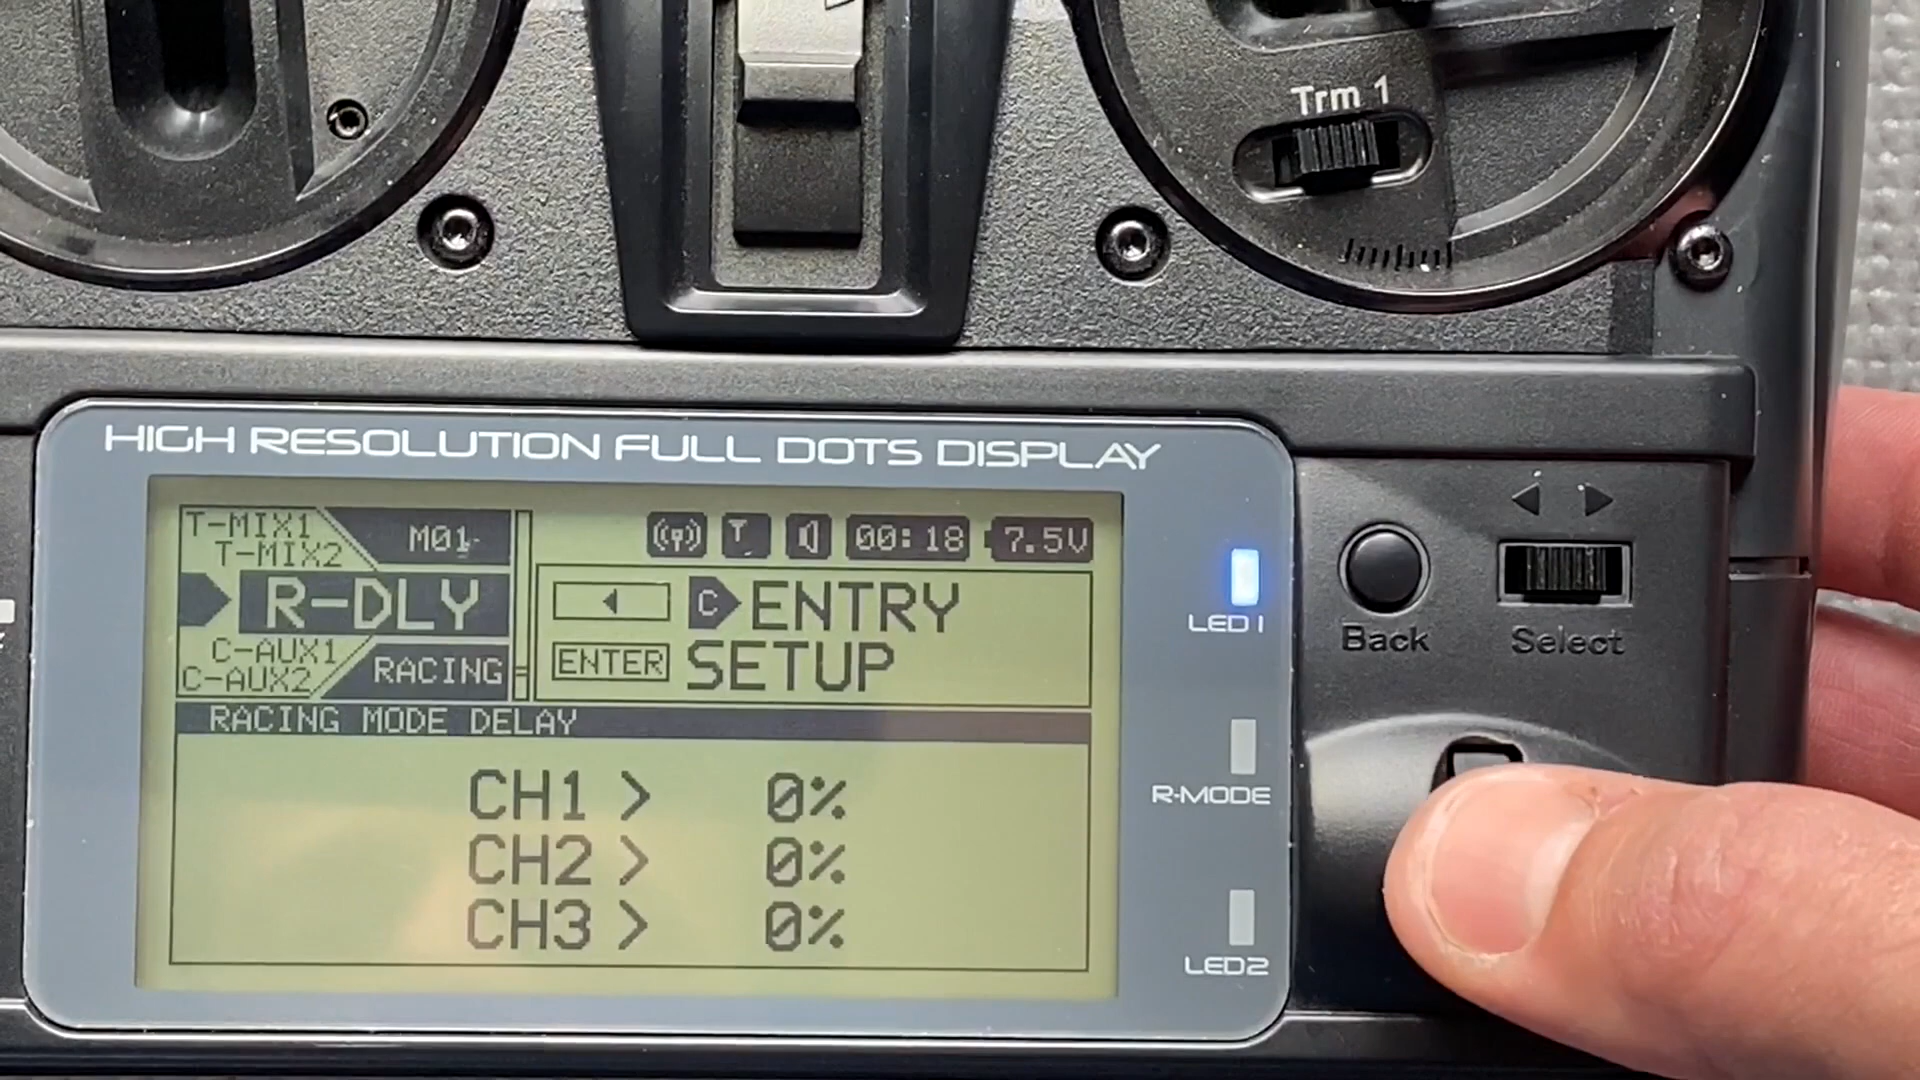 Trm 1
HIGH RESOLUTION FULL DOTS DISPLAY
T-MIX1
T-MIX2
M01
R-DLY
C-AUX1
C-AUX2
RACING
00:18
7.5V
C ENTRY
ENTER SETUP
RACING MODE DELAY
CH1 > 0%
CH2 > 0%
CH3 > 0%
LED1
R-MODE
LED2
Back
Select